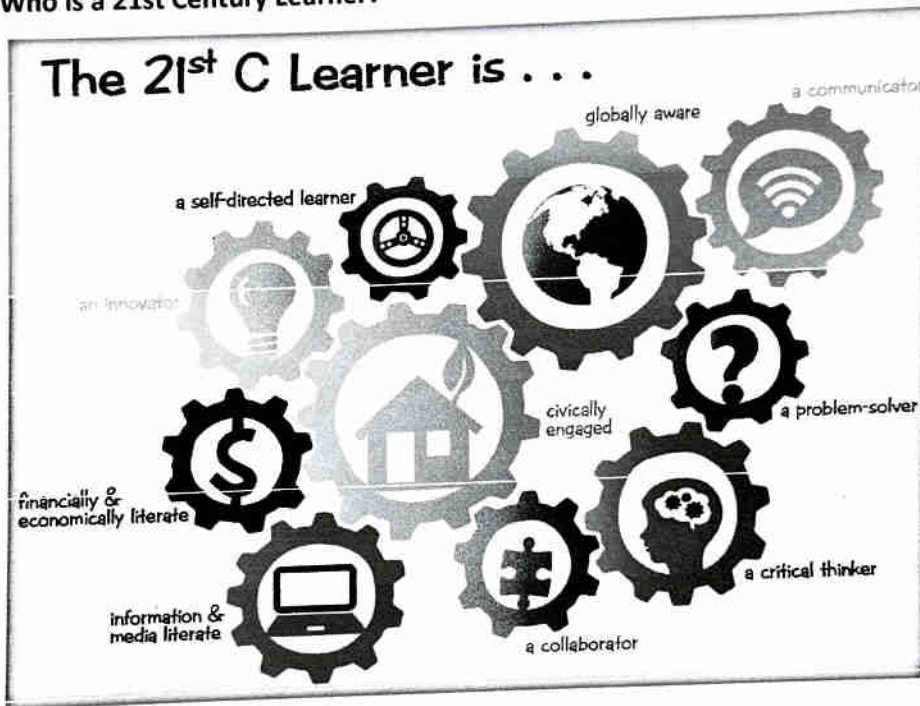 Who is a 21st Century Learner?
The 21st C Learner is . . .
a communicator
globally aware
a self-directed learner
an innovator
civically
engaged
a problem-solver
financially &
economically literate
a critical thinker
information &
media literate
a collaborator
$
?